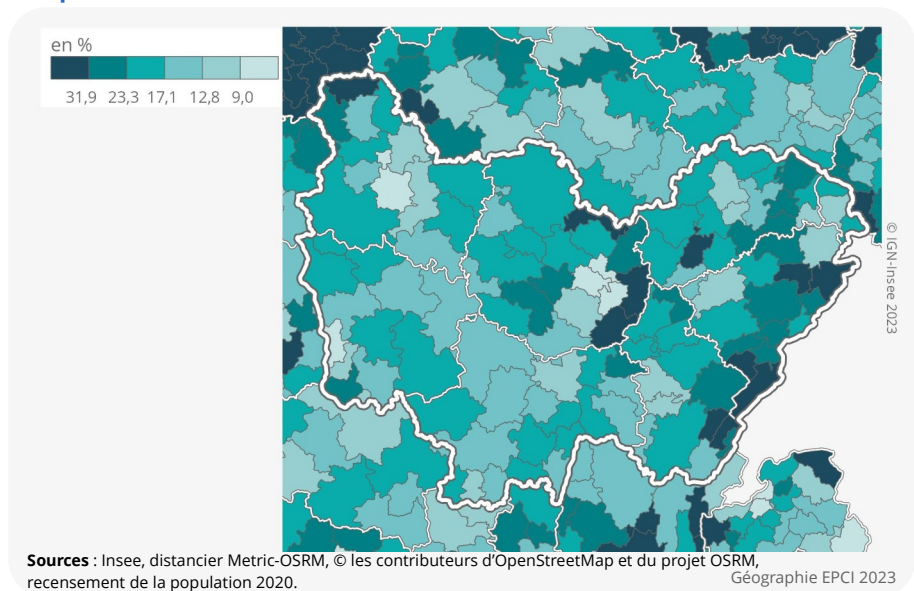 en %
31,9 23,3 17,1 12,8 9,0
© IGN-Insee 2023
Sources : Insee, distancier Metric-OSRM, © les contributeurs d'OpenStreetMap et du projet OSRM,
recensement de la population 2020.
Géographie EPCI 2023